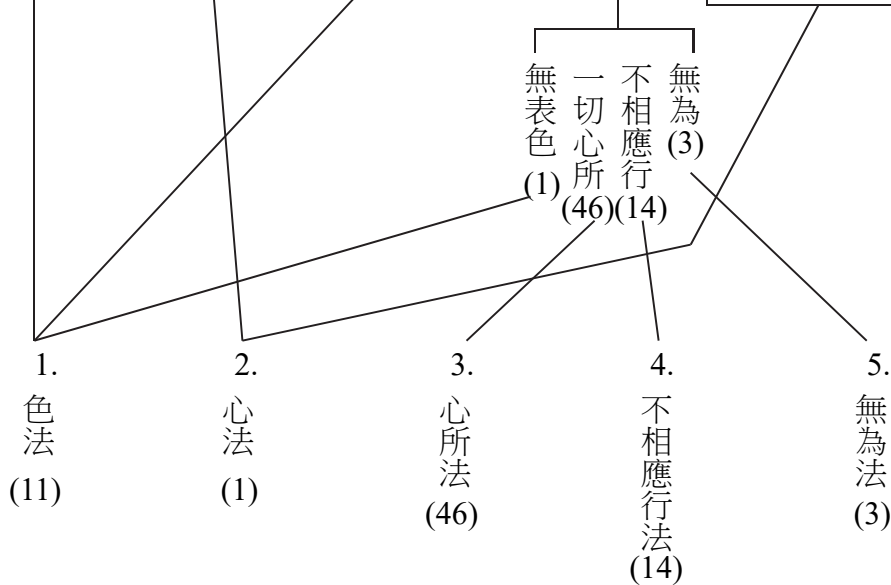 無表色
(1)
一切心所
(46)
不相應行
(14)
無為
(3)
1.
色法
(11)
2.
心法
(1)
3.
心所法
(46)
4.
不相應行法
(14)
5.
無為法
(3)